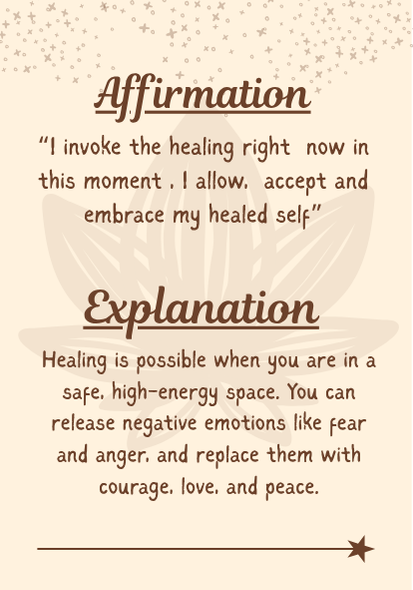 Affirmation
“I invoke the healing right now in
this moment . I allow, accept and
embrace my healed self”
Explanation
Healing is possible when you are in a
safe, high-energy space. You can
release negative emotions like fear
and anger, and replace them with
courage, love, and peace.